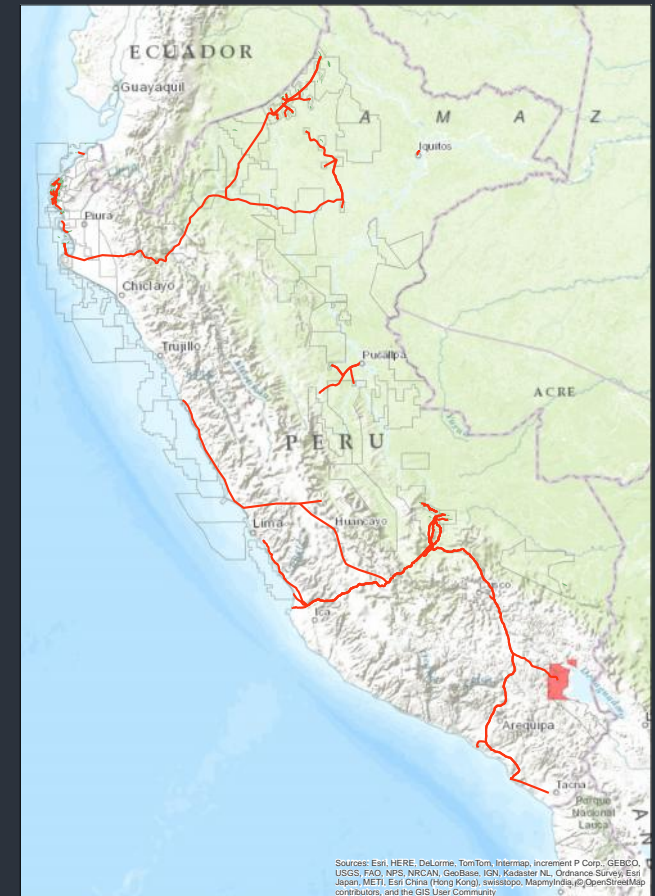 ECUADOR
Guayaquil
A M A Z
Iquitos
Piura
Chiclayo
Trujillo
Pucallpa
ACRE
PERU
Lima
Huancayo
Ica
Arequipa
Tacna
Parque
Nacional
Lauca
Sources: Esri, HERE, DeLorme, TomTom, Intermap, increment P Corp., GEBCO,
USGS, FAO, NPS, NRCAN, GeoBase, IGN, Kadaster NL, Ordnance Survey, Esri
Japan, METI, Esri China (Hong Kong), swisstopo, MapmyIndia, © OpenStreetMap
contributors, and the GIS User Community